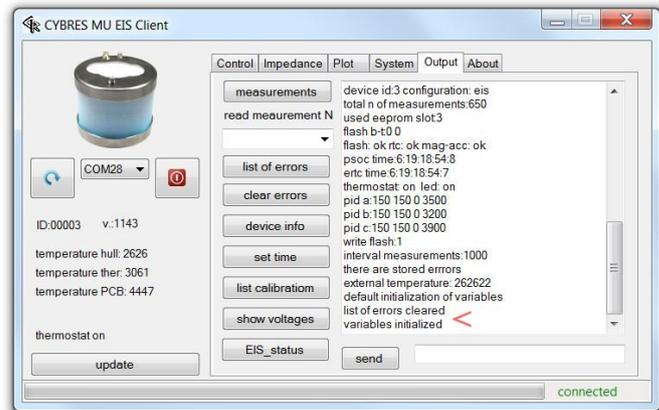 CYBRES MU EIS Client
Control Impedance Plot System Output About
measurements
read meaurement N
list of errors
clear errors
device info
set time
list calibratiom
show voltages
EIS_status
device id:3 configuration: eis
total n of measurements:650
used eeprom slot:3
flash b-t:0 0
flash: ok rtc: ok mag-acc: ok
psoc time:6:19:18:54:8
ertc time:6:19:18:54:7
thermostat: on led: on
pid a:150 150 0 3500
pid b:150 150 0 3200
pid c:150 150 0 3900
write flash:1
interval measurements:1000
there are stored errrors
external temperature: 262622
default initialization of variables
list of errors cleared
variables initialized <
send
COM28
ID:00003 v.:1143
temperature hull: 2626
temperature ther: 3061
temperature PCB: 4447
thermostat on
update
connected